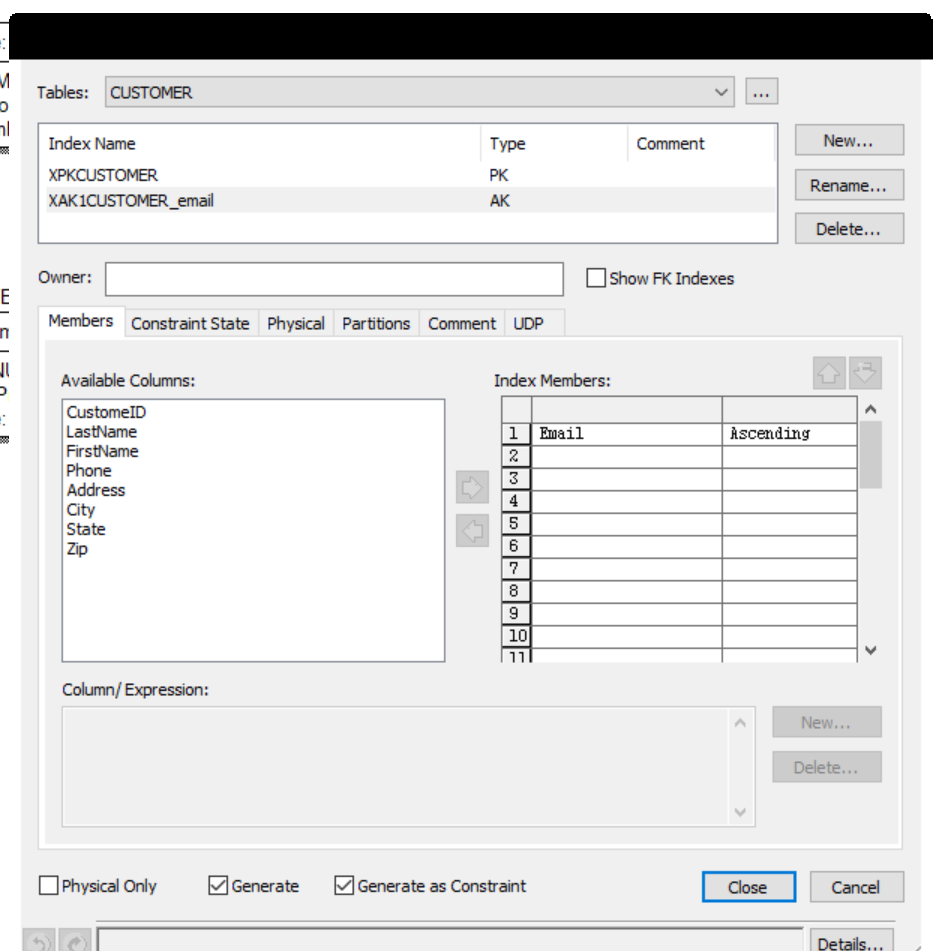 Tables: CUSTOMER ...
Index Name Type Comment
XPKCUSTOMER PK
XAK1CUSTOMER_email AK
New...
Rename...
Delete...
Owner:
Show FK Indexes
Members Constraint State Physical Partitions Comment UDP
Available Columns:
CustomeID
LastName
FirstName
Phone
Address
City
State
Zip
Index Members:
1 Email Ascending
2
3
4
5
6
7
8
9
10
11
Column/Expression:
New...
Delete...
Physical Only Generate Generate as Constraint Close Cancel
Details...